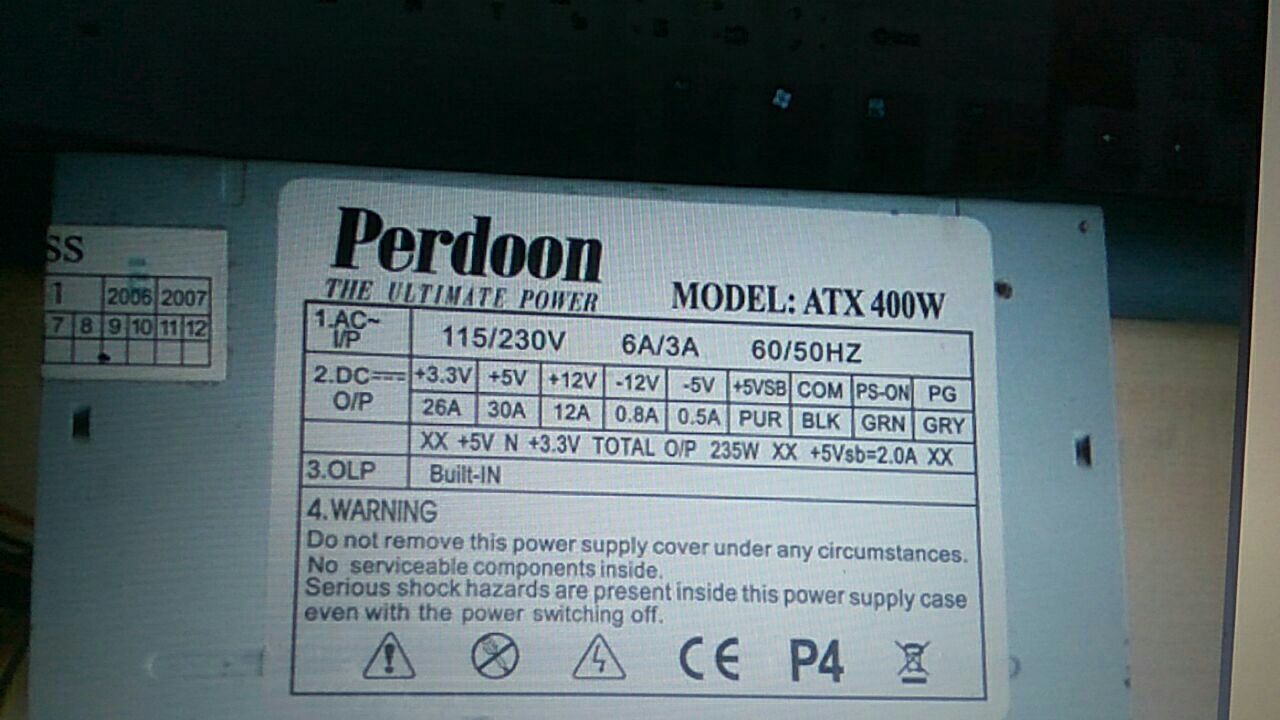 SS
1 2006 2007
7 8 9 10 11 12
Perdoon
THE ULTIMATE POWER
MODEL: ATX 400W
1.AC~ I/P 115/230V 6A/3A 60/50HZ
2.DC O/P +3.3V +5V +12V -12V -5V +5VSB COM PS-ON PG
26A 30A 12A 0.8A 0.5A PUR BLK GRN GRY
XX +5V N +3.3V TOTAL O/P 235W XX +5Vsb=2.0A XX
3.OLP Built-IN
4.WARNING
Do not remove this power supply cover under any circumstances.
No serviceable components inside.
Serious shock hazards are present inside this power supply case
even with the power switching off.
CE P4